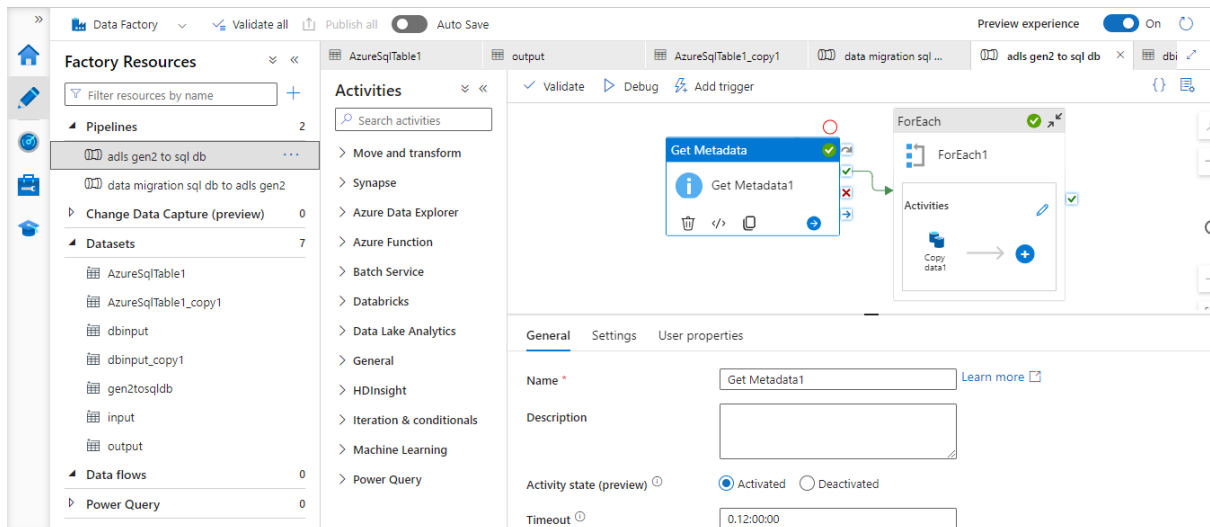 Data Factory
Validate all
Publish all
Auto Save
Preview experience
On
Factory Resources
Filter resources by name
Pipelines 2
adls gen2 to sql db
data migration sql db to adls gen2
Change Data Capture (preview) 0
Datasets 7
AzureSqlTable1
AzureSqlTable1_copy1
dbinput
dbinput_copy1
gen2tosqldb
input
output
Data flows 0
Power Query 0
AzureSqlTable1
output
AzureSqlTable1_copy1
data migration sql ...
adls gen2 to sql db
dbi
Activities
Search activities
Move and transform
Synapse
Azure Data Explorer
Azure Function
Batch Service
Databricks
Data Lake Analytics
General
HDInsight
Iteration & conditionals
Machine Learning
Power Query
Validate
Debug
Add trigger
Get Metadata
Get Metadata1
ForEach
ForEach1
Activities
Copy
data1
General
Settings
User properties
Name *
Get Metadata1
Learn more
Description
Activity state (preview)
Activated
Deactivated
Timeout
0.12:00:00